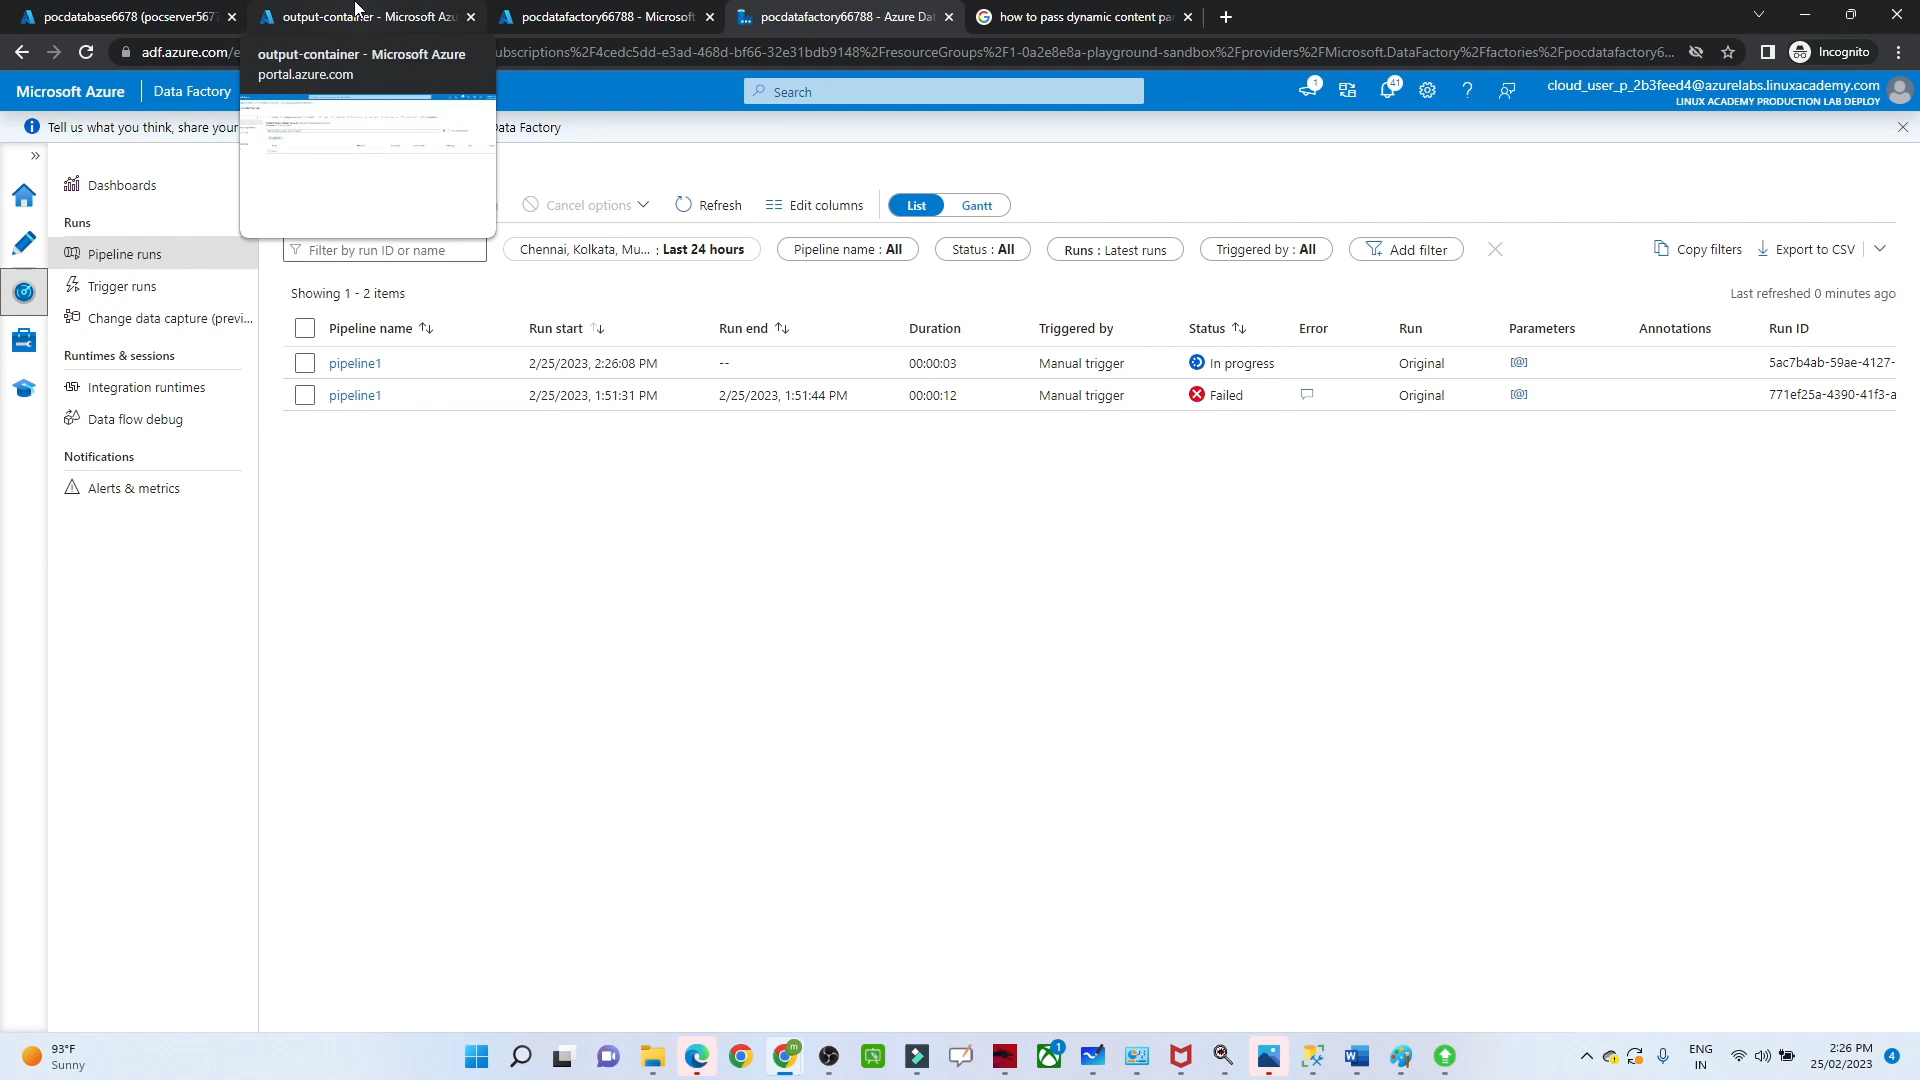 pocdatabase6678 (pocserver567
output-container - Microsoft Azu
pocdatafactory66788 - Microsoft
pocdatafactory66788 - Azure Dat
how to pass dynamic content pa
adf.azure.com/e
ubscriptions%2F4cedc5dd-e3ad-468d-bf66-32e31bdb9148%2FresourceGroups%2F1-0a2e8e8a-playground-sandbox%2Fproviders%2FMicrosoft.DataFactory%2Ffactories%2Fpocdatafactory6...
Incognito
output-container - Microsoft Azure
portal.azure.com
Microsoft Azure
Data Factory
Search
1
41
cloud_user_p_2b3feed4@azurelabs.linuxacademy.com
LINUX ACADEMY PRODUCTION LAB DEPLOY
Tell us what you think, share your
Data Factory
Dashboards
Runs
Pipeline runs
Trigger runs
Change data capture (previ...
Runtimes & sessions
Integration runtimes
Data flow debug
Notifications
Alerts & metrics
Cancel options
Refresh
Edit columns
List
Gantt
Filter by run ID or name
Chennai, Kolkata, Mu... : Last 24 hours
Pipeline name : All
Status : All
Runs : Latest runs
Triggered by : All
Add filter
Copy filters
Export to CSV
Showing 1 - 2 items
Last refreshed 0 minutes ago
Pipeline name Run start Run end Duration Triggered by Status Error Run Parameters Annotations Run ID
pipeline1 2/25/2023, 2:26:08 PM -- 00:00:03 Manual trigger In progress Original [@] 5ac7b4ab-59ae-4127-
pipeline1 2/25/2023, 1:51:31 PM 2/25/2023, 1:51:44 PM 00:00:12 Manual trigger Failed Original [@] 771ef25a-4390-41f3-a
93°F
Sunny
m
1
ENG
IN
2:26 PM
25/02/2023
4